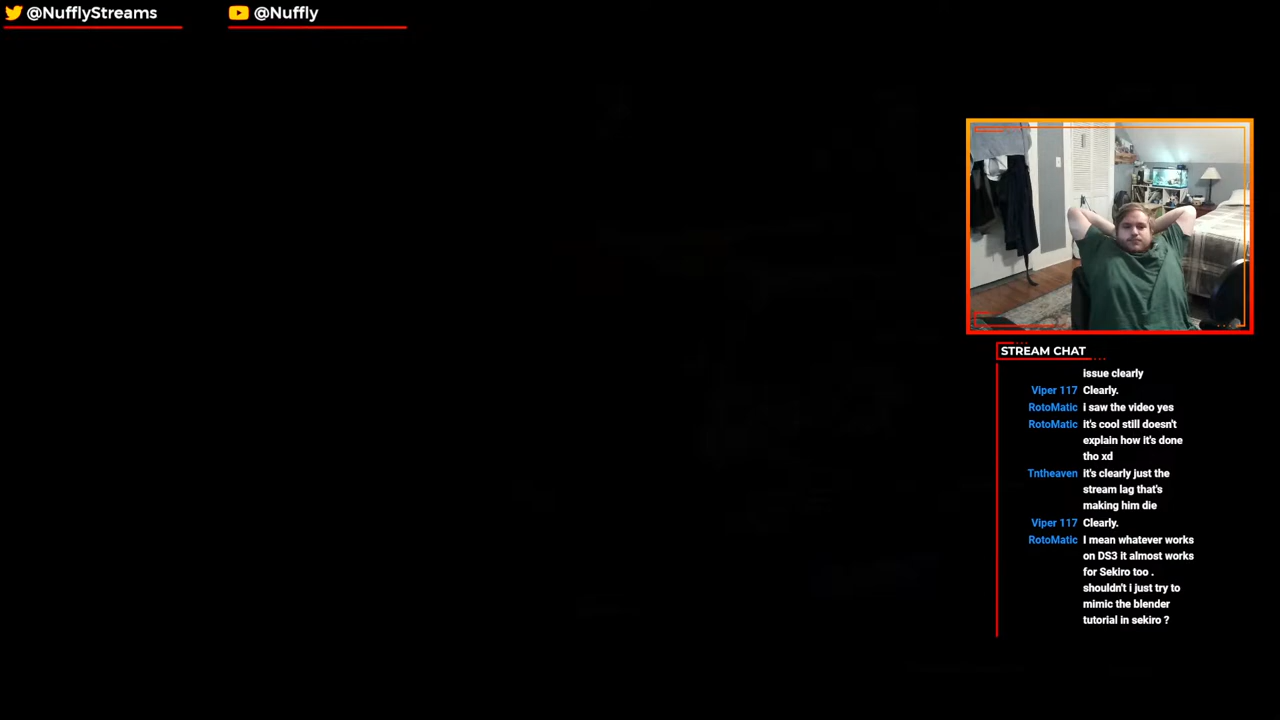 @NufflyStreams
@Nuffly
STREAM CHAT
issue clearly
Viper 117 Clearly.
RotoMatic i saw the video yes
RotoMatic it's cool still doesn't
explain how it's done
tho xd
Tntheaven it's clearly just the
stream lag that's
making him die
Viper 117 Clearly.
RotoMatic I mean whatever works
on DS3 it almost works
for Sekiro too .
shouldn't i just try to
mimic the blender
tutorial in sekiro ?